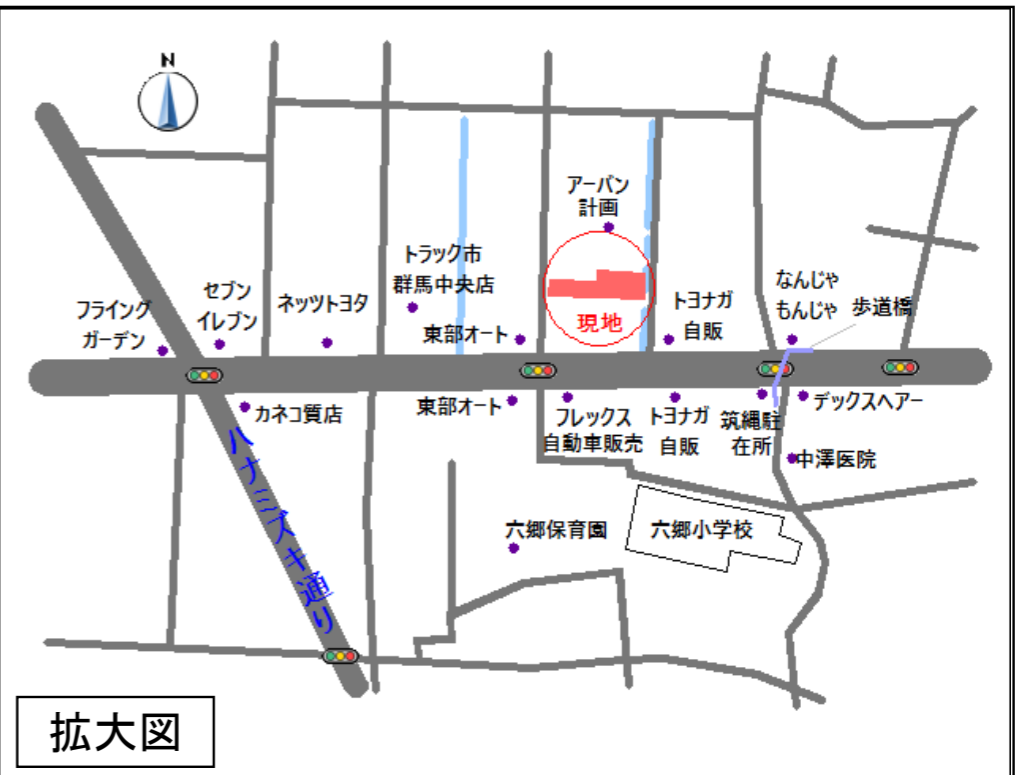 N
アーバン
計画
トラック市
群馬中央店
セブン
イレブン
ネッツトヨタ
フライング
ガーデン
東部オート
現地
トヨナガ
自販
なんじゃ
もんじゃ
歩道橋
カネコ質店
東部オート
フレックス
自動車販売
トヨナガ
自販
筑縄駐
在所
デックスヘアー
中澤医院
ハナミズキ通り
六郷保育園
六郷小学校
拡大図